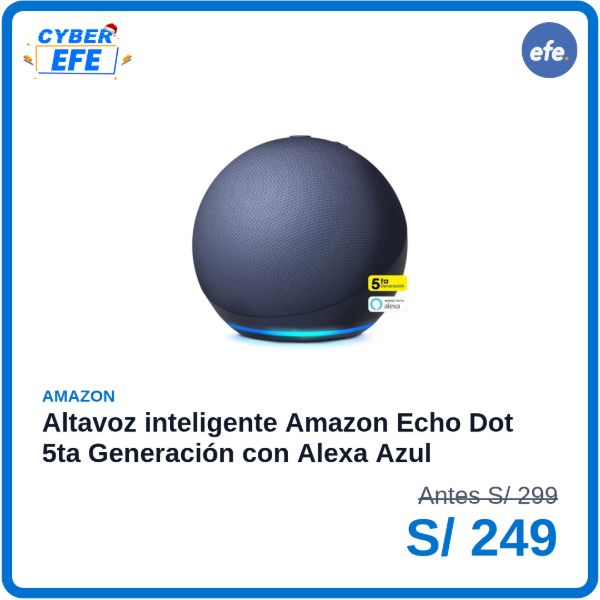 CYBER
EFE
efe.
5ta
Generación
alexa
AMAZON
Altavoz inteligente Amazon Echo Dot
5ta Generación con Alexa Azul
Antes S/ 299
S/ 249